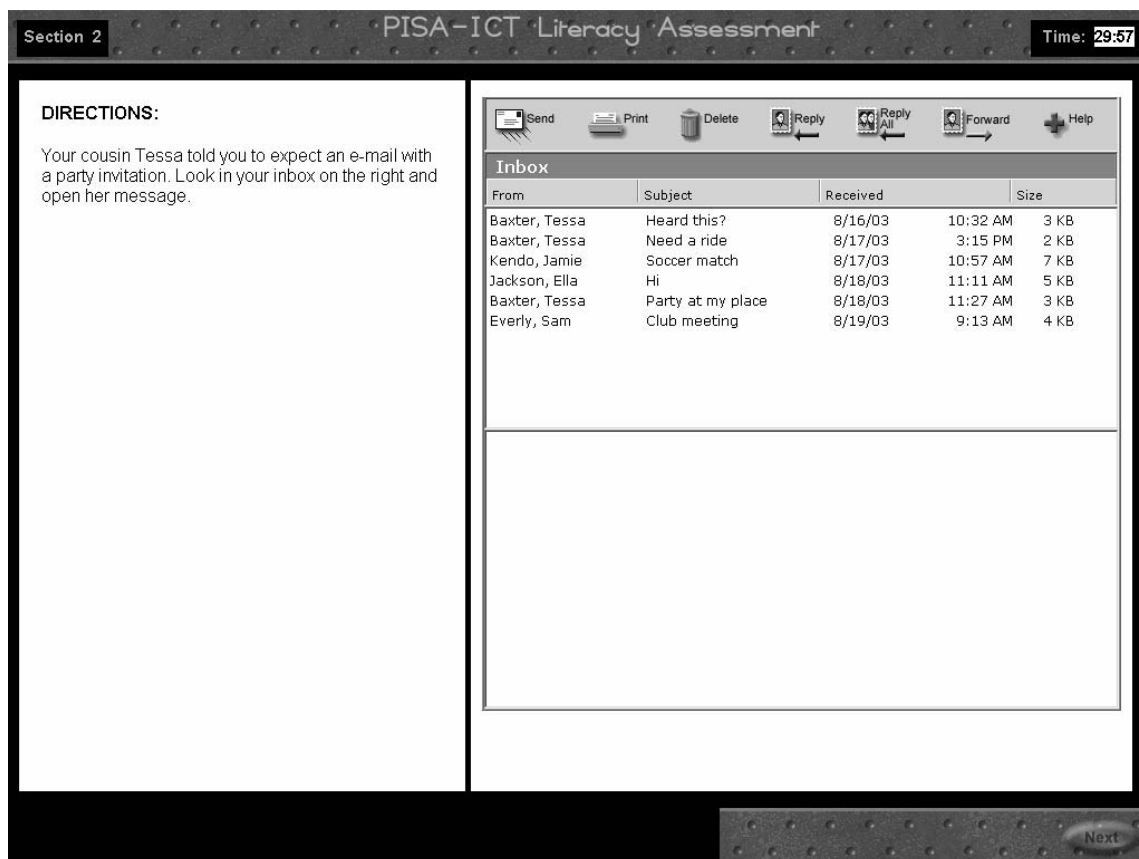 Section 2
PISA-ICT Literacy Assessment
Time: 29:57
DIRECTIONS:
Your cousin Tessa told you to expect an e-mail with
a party invitation. Look in your inbox on the right and
open her message.
Send Print Delete Reply Reply All Forward Help
Inbox
From Subject Received Size
Baxter, Tessa Heard this? 8/16/03 10:32 AM 3 KB
Baxter, Tessa Need a ride 8/17/03 3:15 PM 2 KB
Kendo, Jamie Soccer match 8/17/03 10:57 AM 7 KB
Jackson, Ella Hi 8/18/03 11:11 AM 5 KB
Baxter, Tessa Party at my place 8/18/03 11:27 AM 3 KB
Everly, Sam Club meeting 8/19/03 9:13 AM 4 KB
Next